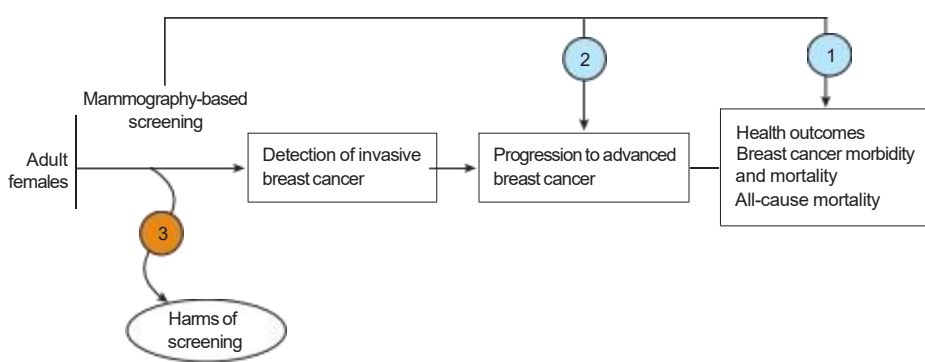 1
2
Mammography-based
screening
Adult
females
Detection of invasive
breast cancer
Progression to advanced
breast cancer
Health outcomes
Breast cancer morbidity
and mortality
All-cause mortality
3
Harms of
screening